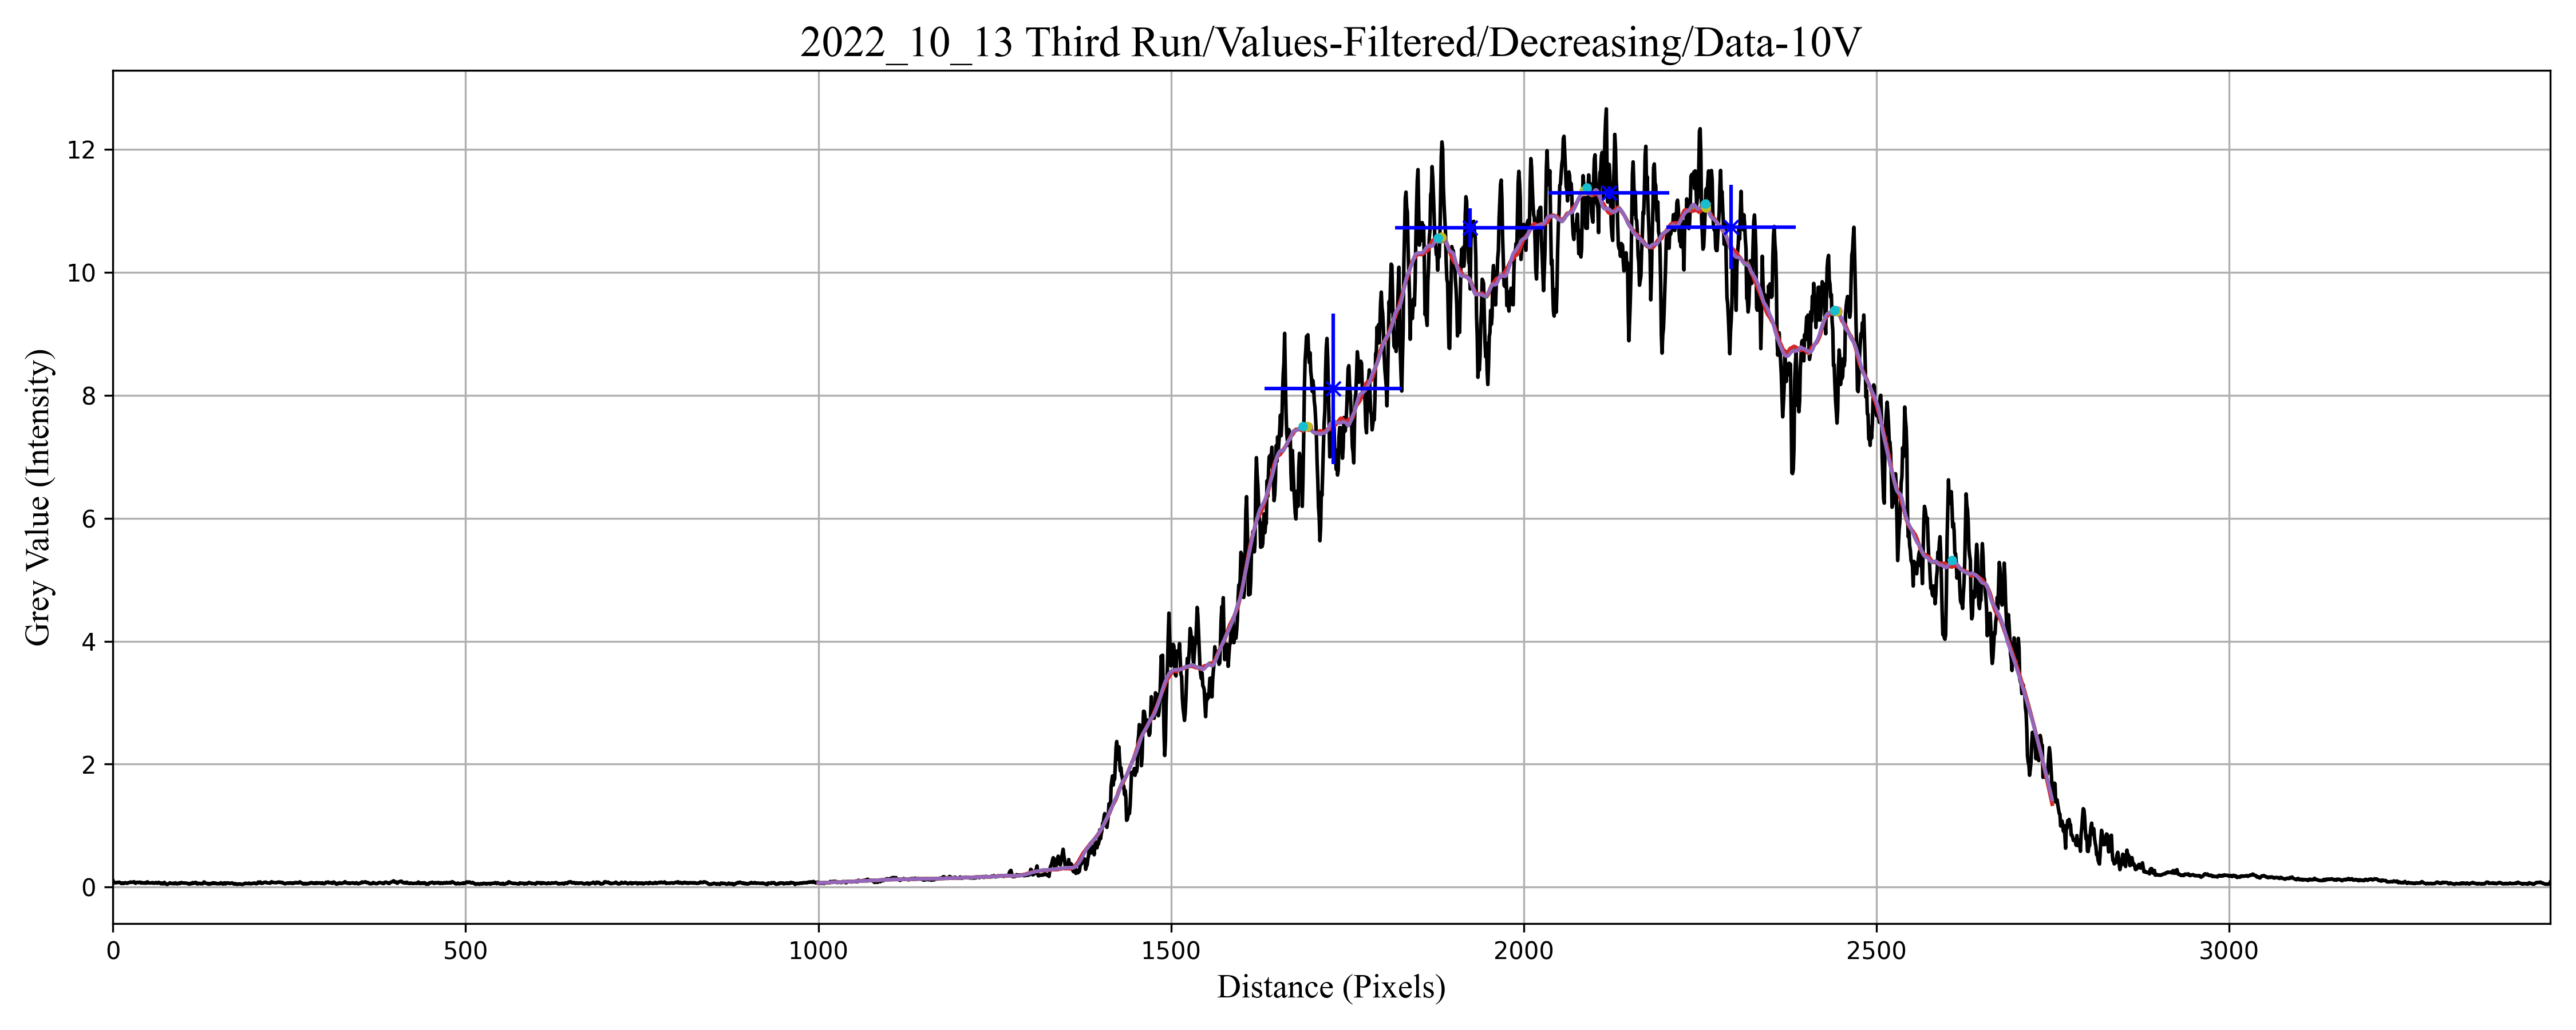 2022_10_13 Third Run/Values-Filtered/Decreasing/Data-10V
12
10
8
6
4
2
0
Grey Value (Intensity)
0 500 1000 1500 2000 2500 3000
Distance (Pixels)